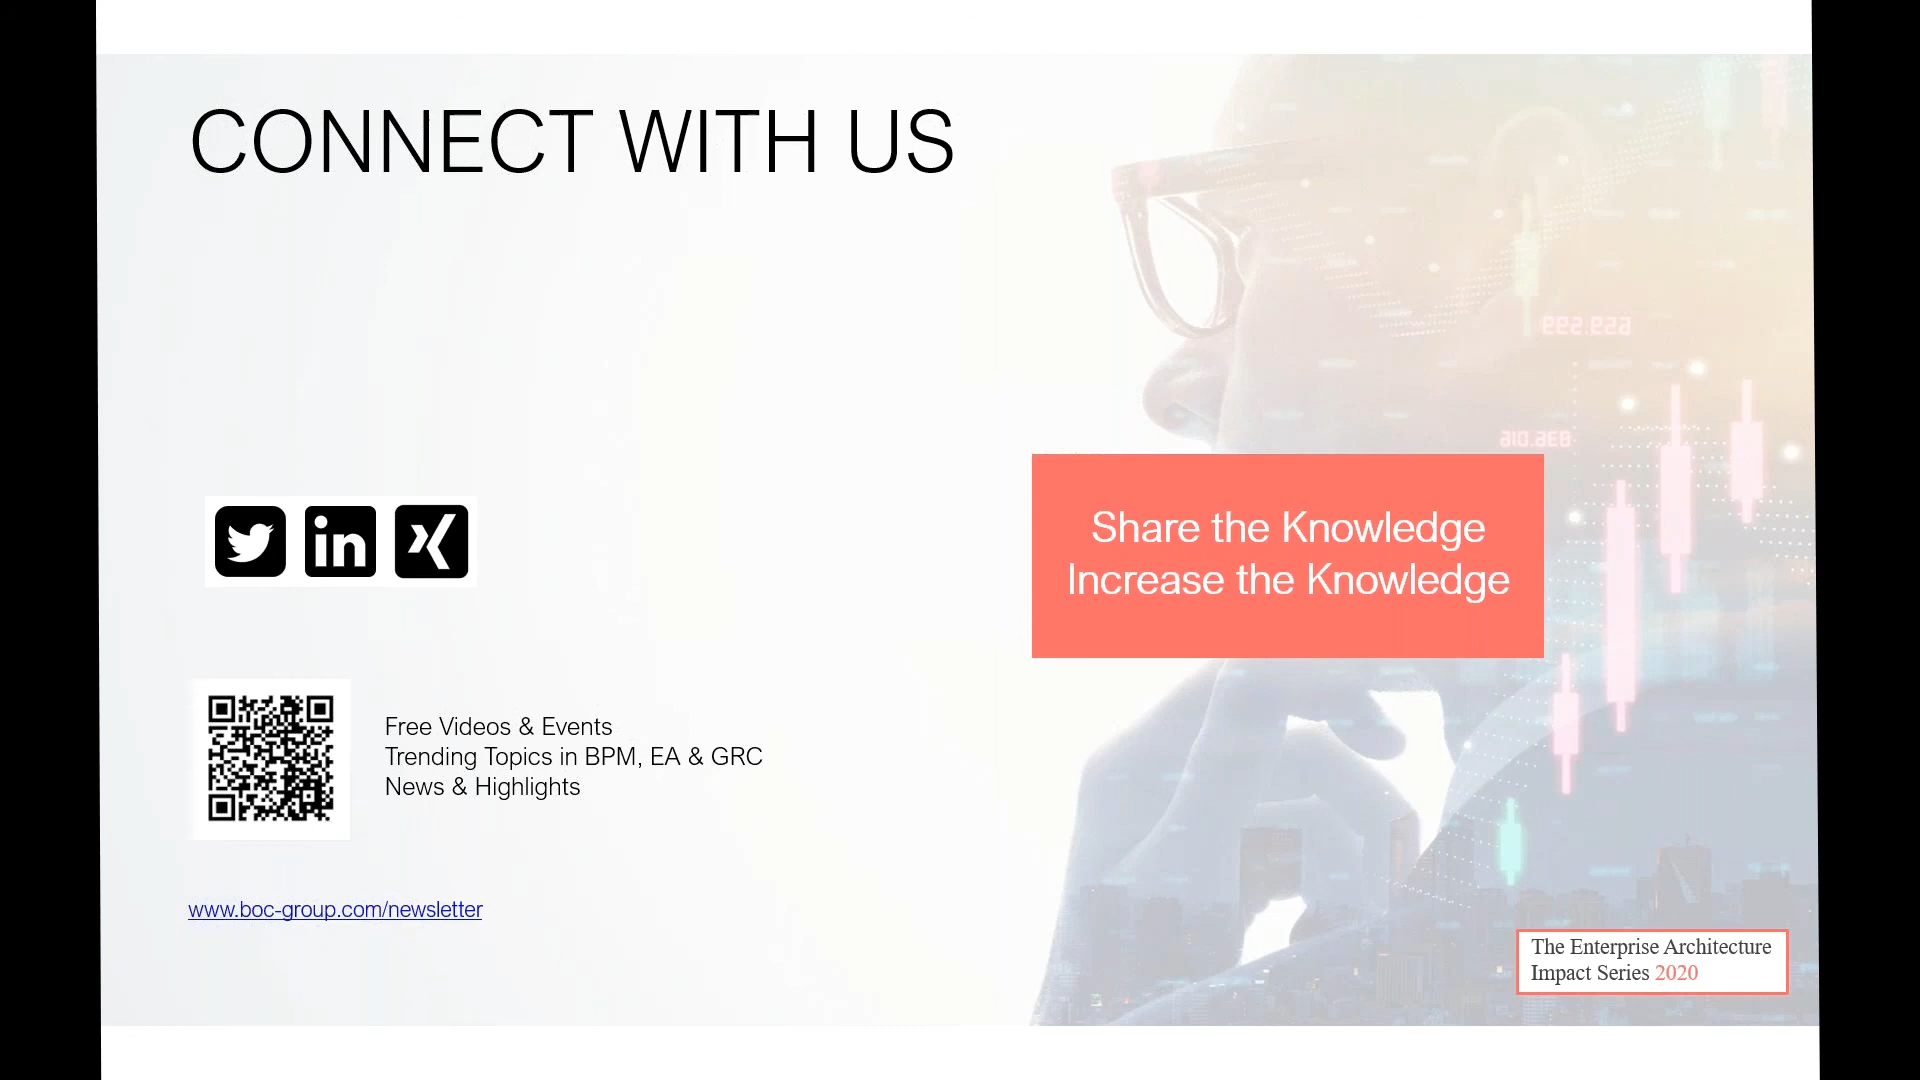 CONNECT WITH US
Share the Knowledge
Increase the Knowledge
Free Videos & Events
Trending Topics in BPM, EA & GRC
News & Highlights
www.boc-group.com/newsletter
The Enterprise Architecture
Impact Series 2020